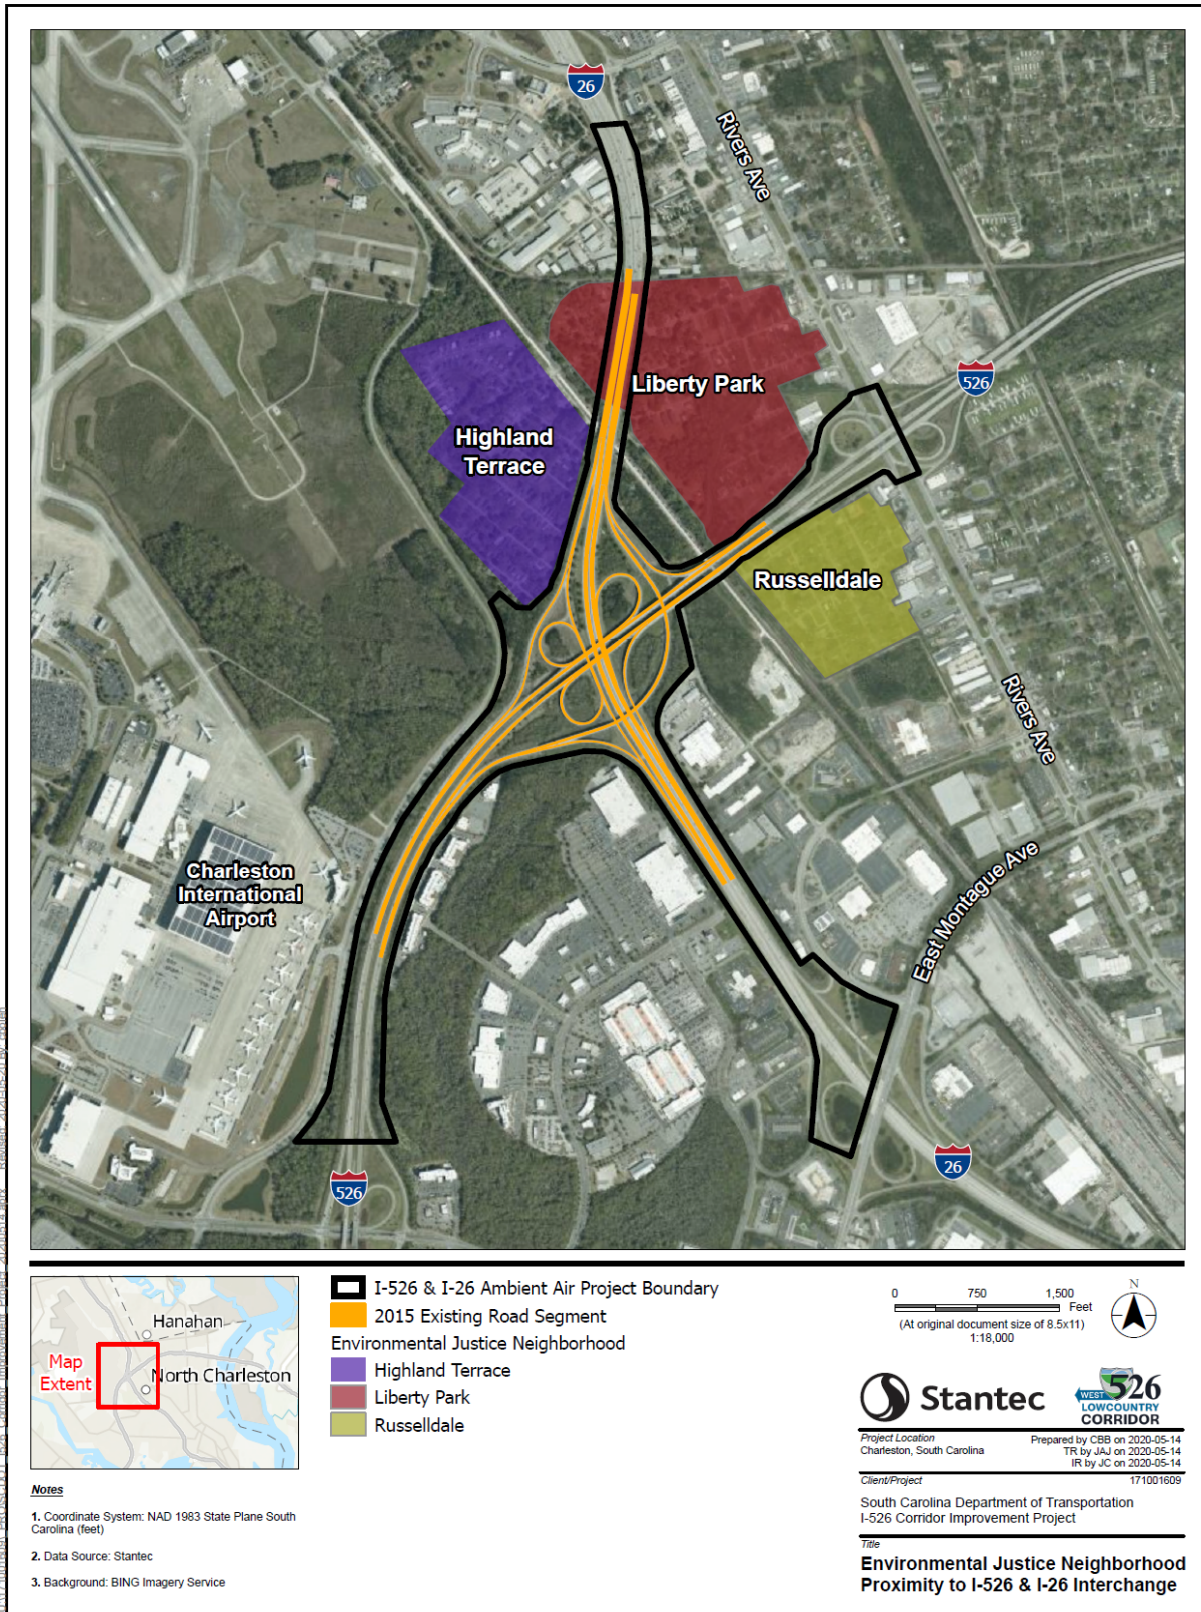 26
Rivers Ave
526
Liberty Park
Highland
Terrace
Russelldale
Rivers Ave
Charleston
International
Airport
East Montague Ave
526
26
Hanahan
Map
Extent
North Charleston
I-526 & I-26 Ambient Air Project Boundary
2015 Existing Road Segment
Environmental Justice Neighborhood
Highland Terrace
Liberty Park
Russelldale
0 750 1,500
Feet
(At original document size of 8.5x11)
1:18,000
N
Stantec
WEST 526
LOWCOUNTRY
CORRIDOR
Project Location
Charleston, South Carolina
Prepared by CBB on 2020-05-14
TR by JAJ on 2020-05-14
IR by JC on 2020-05-14
Client/Project
171001609
South Carolina Department of Transportation
I-526 Corridor Improvement Project
Title
Environmental Justice Neighborhood
Proximity to I-526 & I-26 Interchange
Notes
1. Coordinate System: NAD 1983 State Plane South
Carolina (feet)
2. Data Source: Stantec
3. Background: BING Imagery Service